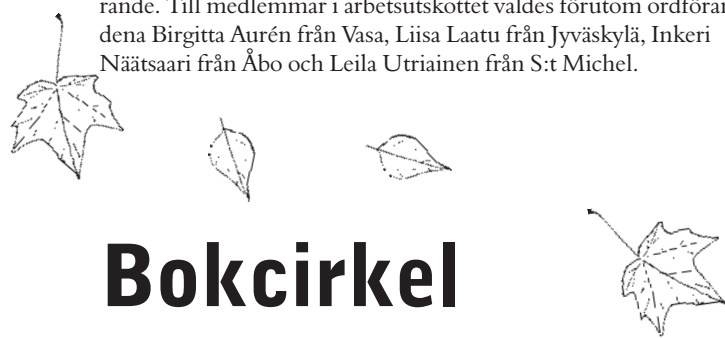 rande. Till medlemmar i arbetsutskottet valdes förutom ordföran-
dena Birgitta Aurén från Vasa, Liisa Laatu från Jyväskylä, Inkeri
Näätsaari från Åbo och Leila Utriainen från S:t Michel.
Bokcirkel